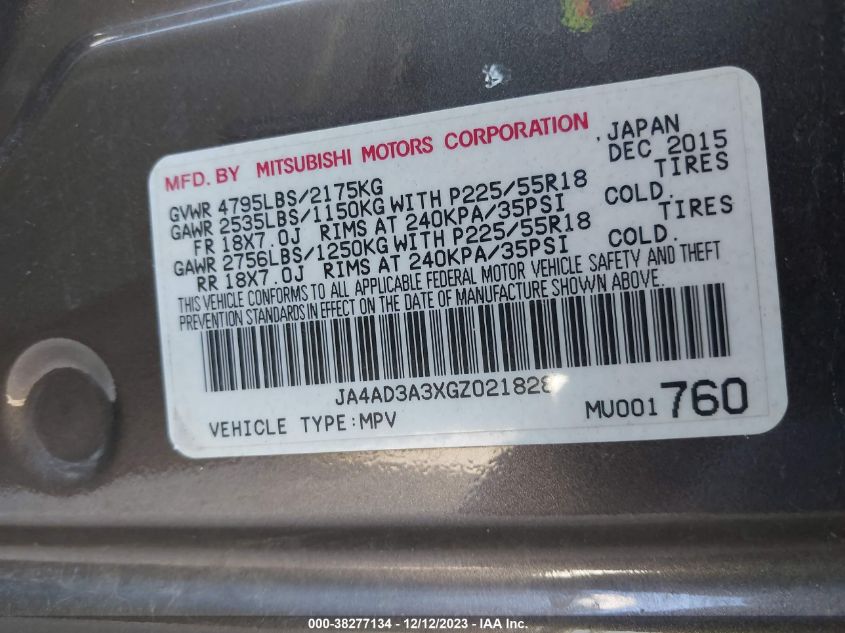 MFD. BY MITSUBISHI MOTORS CORPORATION , JAPAN
DEC 2015
GVWR 4795LBS/2175KG
GAWR 2535LBS/1150KG WITH P225/55R18 TIRES
FR 18X7.0J RIMS AT 240KPA/35PSI COLD.
GAWR 2756LBS/1250KG WITH P225/55R18 TIRES
RR 18X7.0J RIMS AT 240KPA/35PSI COLD.
THIS VEHICLE CONFORMS TO ALL APPLICABLE FEDERAL MOTOR VEHICLE SAFETY AND THEFT
PREVENTION STANDARDS IN EFFECT ON THE DATE OF MANUFACTURE SHOWN ABOVE.
JA4AD3A3XGZ021828
VEHICLE TYPE:MPV MU001 760
000-38277134 - 12/12/2023 - IAA Inc.